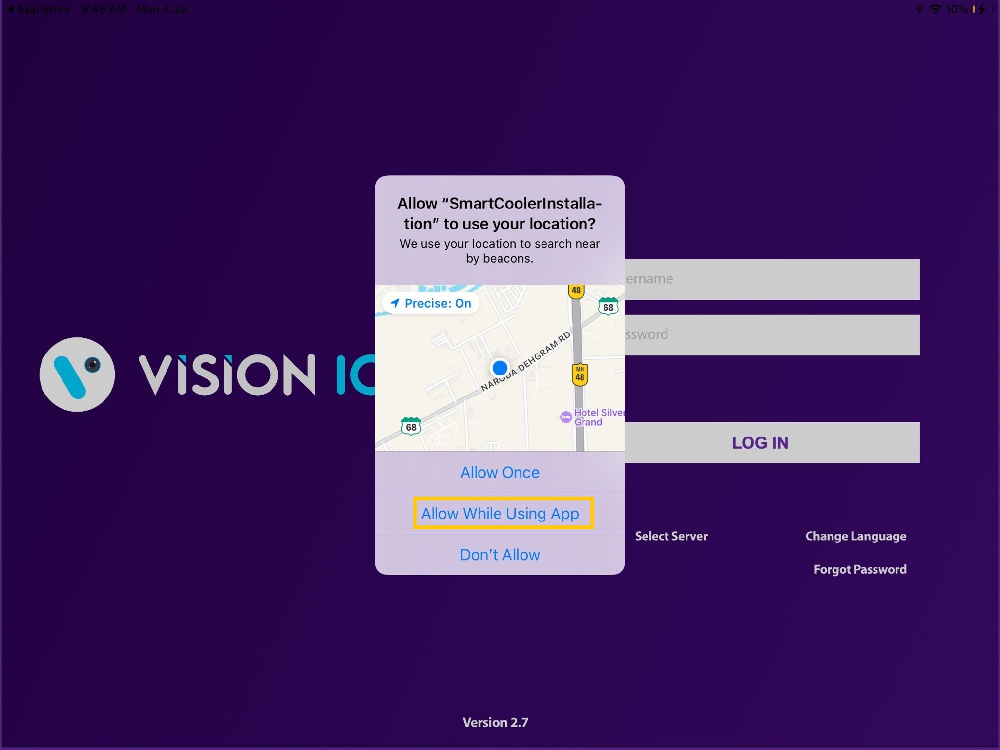 App Store 9:48 AM Mon 4 Jul
10%
Allow “SmartCoolerInstalla-
tion” to use your location?
We use your location to search near
by beacons.
Precise: On
48
68
NARODA DEHGRAM RD
NH
48
Hotel Silver
Grand
68
Allow Once
Allow While Using App
Don’t Allow
VISION
ername
ssword
LOG IN
Select Server
Change Language
Forgot Password
Version 2.7